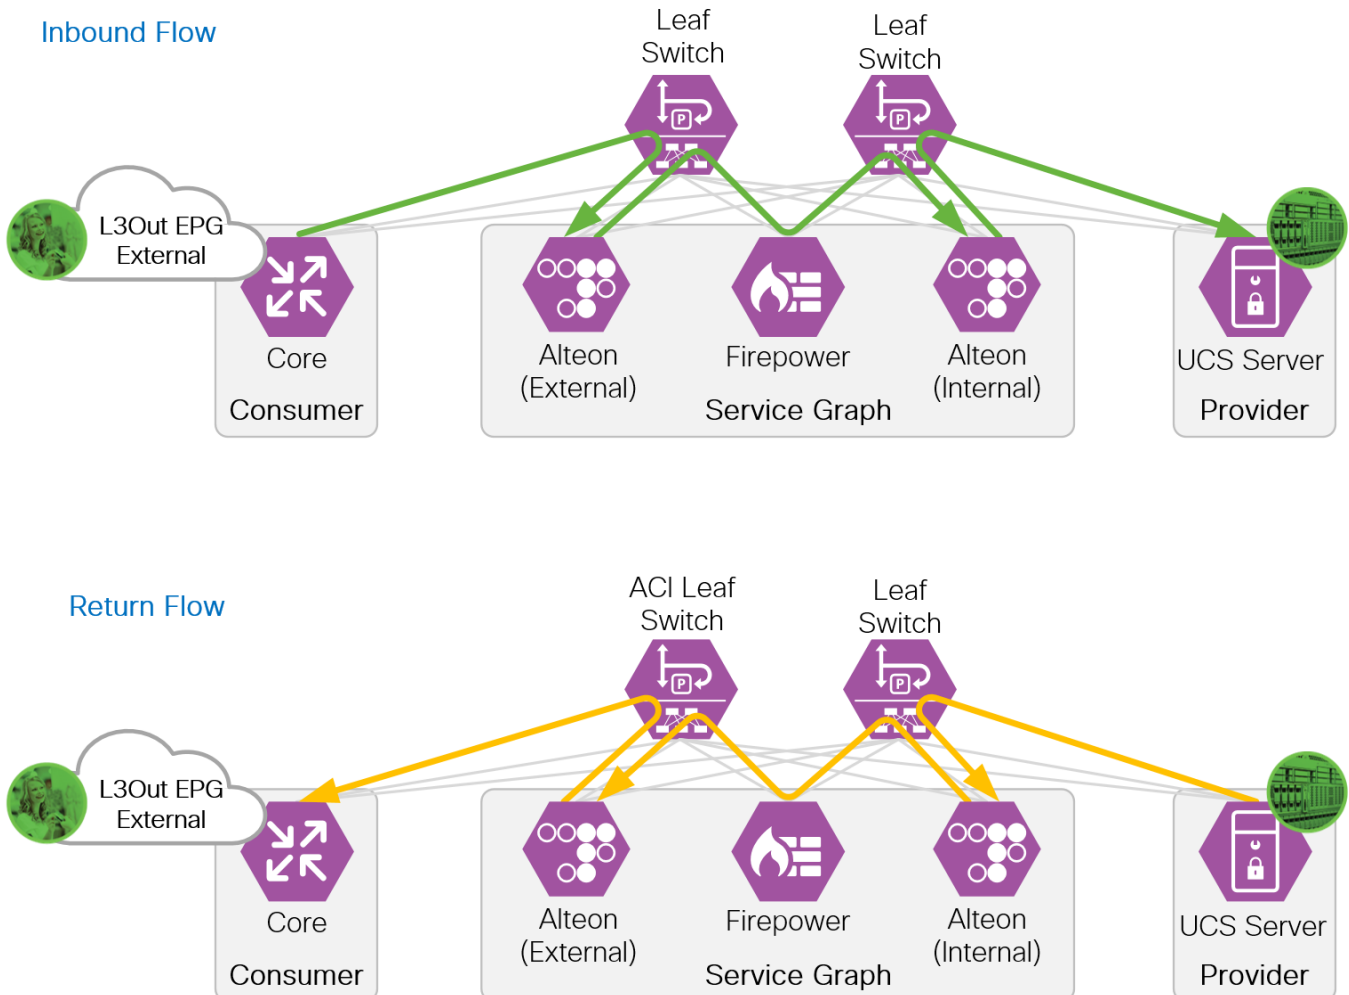 Inbound Flow
Leaf
Switch
Leaf
Switch
P
P
L3Out EPG
External
Core
Consumer
Alteon
(External)
Firepower
Alteon
(Internal)
Service Graph
UCS Server
Provider
Return Flow
ACI Leaf
Switch
Leaf
Switch
P
P
L3Out EPG
External
Core
Consumer
Alteon
(External)
Firepower
Alteon
(Internal)
Service Graph
UCS Server
Provider